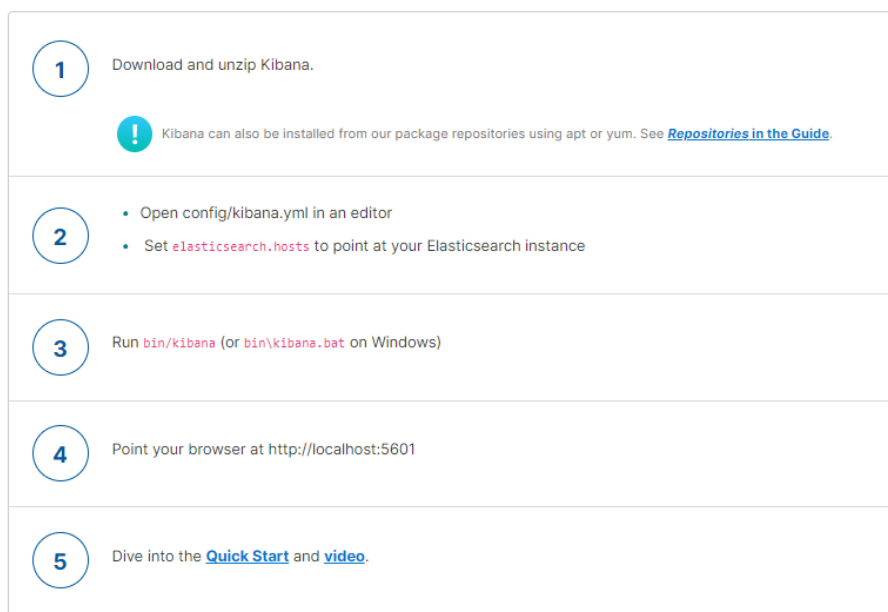 1
Download and unzip Kibana.
! Kibana can also be installed from our package repositories using apt or yum. See Repositories in the Guide.
2
• Open config/kibana.yml in an editor
• Set elasticsearch.hosts to point at your Elasticsearch instance
3
Run bin/kibana (or bin\kibana.bat on Windows)
4
Point your browser at http://localhost:5601
5
Dive into the Quick Start and video.